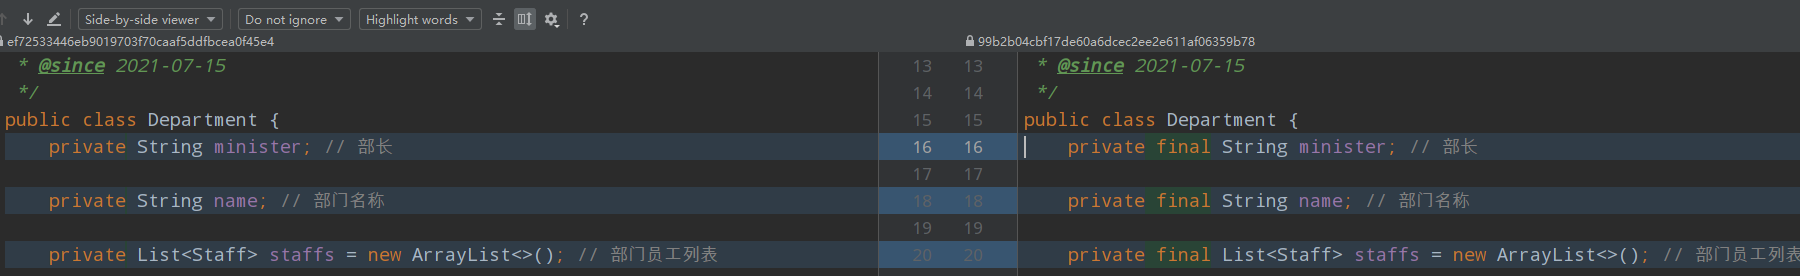 Side-by-side viewer Do not ignore Highlight words ?
ef72533446eb9019703f70caaf5ddfbcea0f45e4 99b2b04cbf17de60a6dcec2ee2e611af06359b78
* @since 2021-07-15 13 13 * @since 2021-07-15
*/ 14 14 */
public class Department { 15 15 public class Department {
private String minister; // 部长 16 16 private final String minister; // 部长
17 17
private String name; // 部门名称 18 18 private final String name; // 部门名称
19 19
private List<Staff> staffs = new ArrayList<>(); // 部门员工列表 20 20 private final List<Staff> staffs = new ArrayList<>(); // 部门员工列表